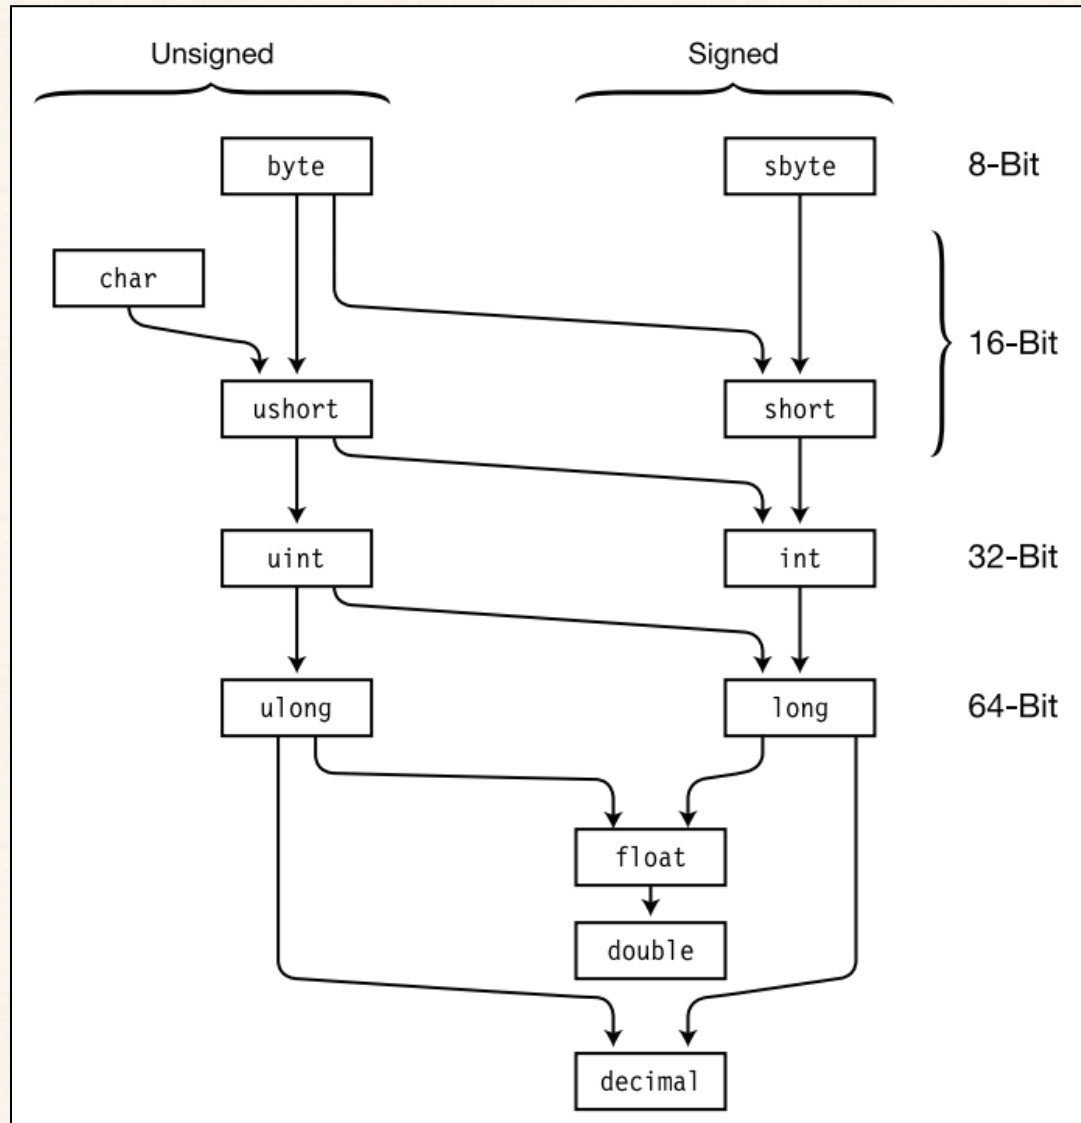 Unsigned
Signed
byte
sbyte
8-Bit
char
16-Bit
ushort
short
uint
int
32-Bit
ulong
long
64-Bit
float
double
decimal